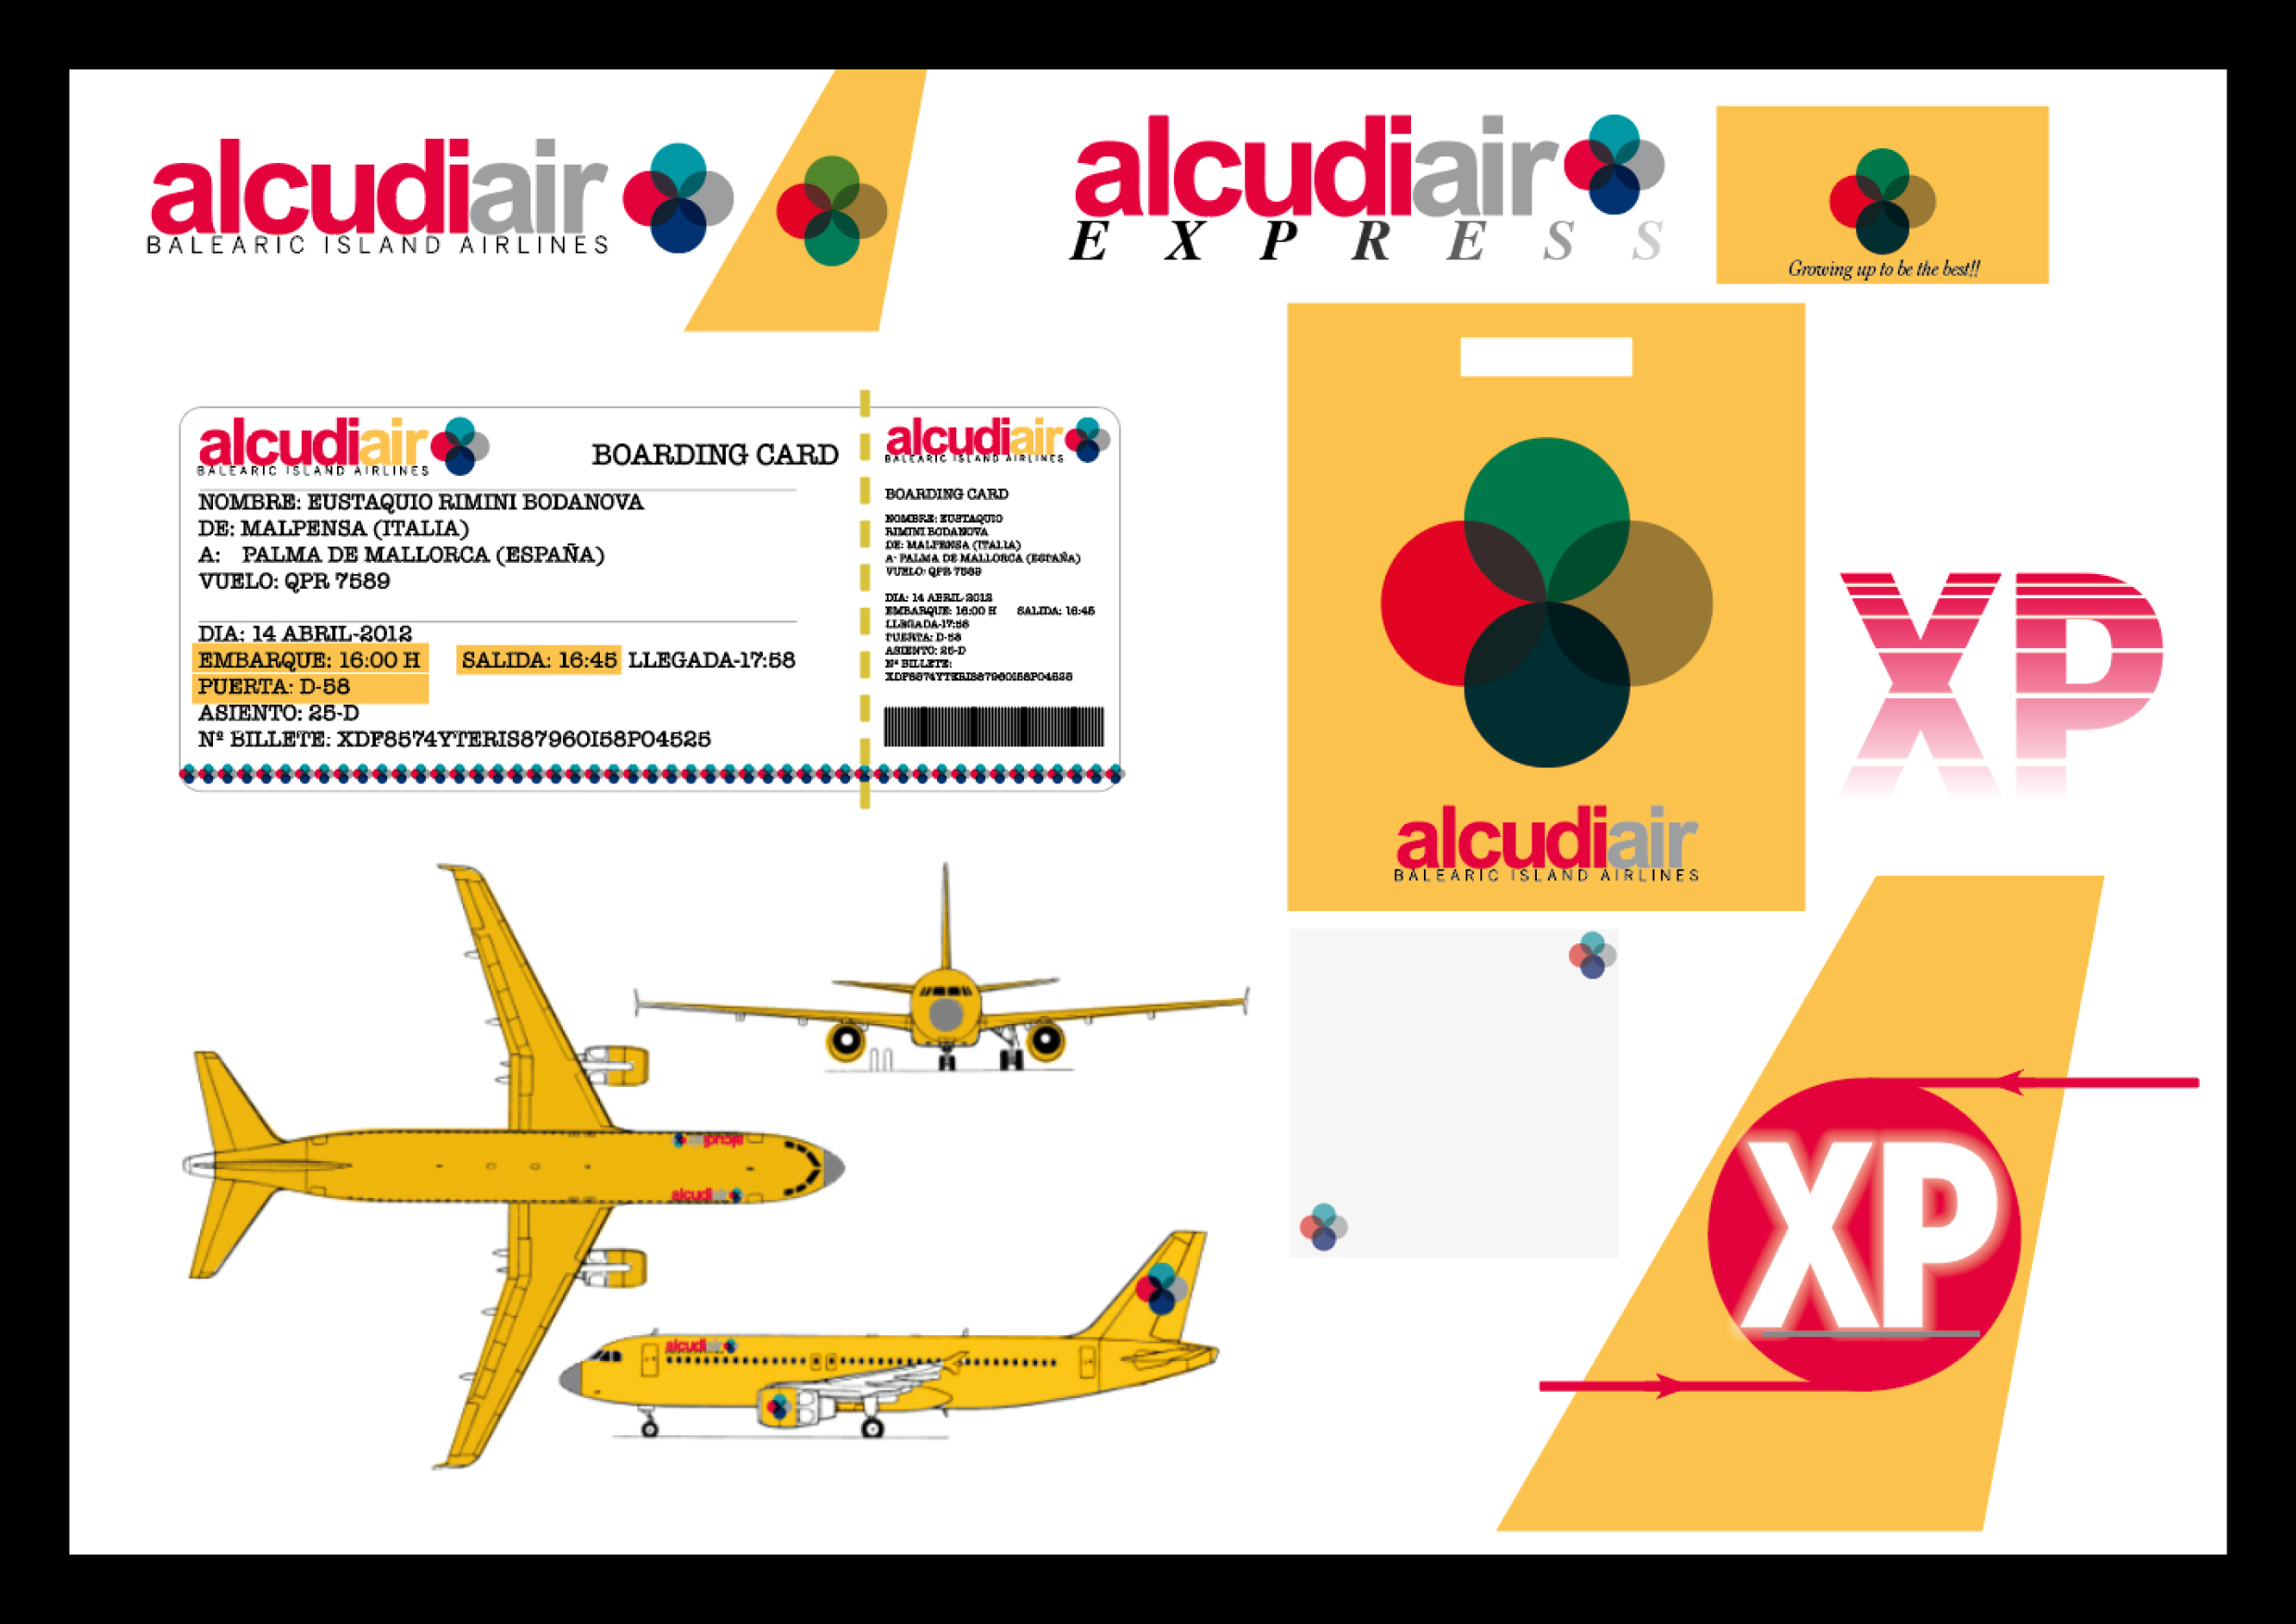 alcudiair
BALEARIC ISLAND AIRLINES
alcudiair
EXPRESS
Growing up to be the best!!
alcudiair
BALEARIC ISLAND AIRLINES
BOARDING CARD
NOMBRE: EUSTAQUIO RIMINI BODANOVA
DE: MALPENSA (ITALIA)
A: PALMA DE MALLORCA (ESPAÑA)
VUELO: QPR 7589
DIA: 14 ABRIL-2012
EMBARQUE: 16:00 H SALIDA: 16:45 LLEGADA-17:58
PUERTA: D-58
ASIENTO: 25-D
Nº BILLETE: XDF8574YTERIS87960I58PO4525
alcudiair
BALEARIC ISLAND AIRLINES
BOARDING CARD
NOMBRE: EUSTAQUIO
RIMINI BODANOVA
DE: MALPENSA (ITALIA)
A: PALMA DE MALLORCA (ESPAÑA)
VUELO: QPR 7589
DIA: 14 ABRIL-2012
EMBARQUE: 16:00 H SALIDA: 16:45
LLEGADA-17:58
PUERTA: D-58
ASIENTO: 25-D
Nº BILLETE:
XDF8574YTERIS87960I58PO4525
alcudiair
BALEARIC ISLAND AIRLINES
XP
alcudiair
alcudiair
alcudiair
XP